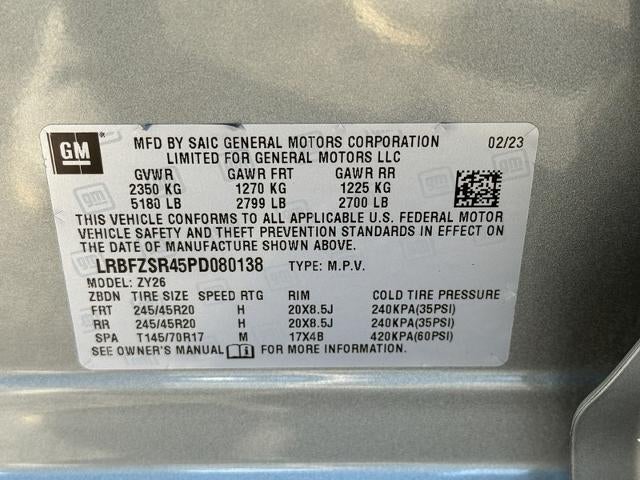 GM MFD BY SAIC GENERAL MOTORS CORPORATION 02/23
LIMITED FOR GENERAL MOTORS LLC
GVWR GAWR FRT GAWR RR
2350 KG 1270 KG 1225 KG
5180 LB 2799 LB 2700 LB
THIS VEHICLE CONFORMS TO ALL APPLICABLE U.S. FEDERAL MOTOR
VEHICLE SAFETY AND THEFT PREVENTION STANDARDS IN EFFECT ON
THE DATE OF MANUFACTURE SHOWN ABOVE.
LRBFZSR45PD080138 TYPE: M.P.V.
MODEL: ZY26
ZBDN TIRE SIZE SPEED RTG RIM COLD TIRE PRESSURE
FRT 245/45R20 H 20X8.5J 240KPA(35PSI)
RR 245/45R20 H 20X8.5J 240KPA(35PSI)
SPA T145/70R17 M 17X4B 420KPA(60PSI)
SEE OWNER'S MANUAL FOR MORE INFORMATION